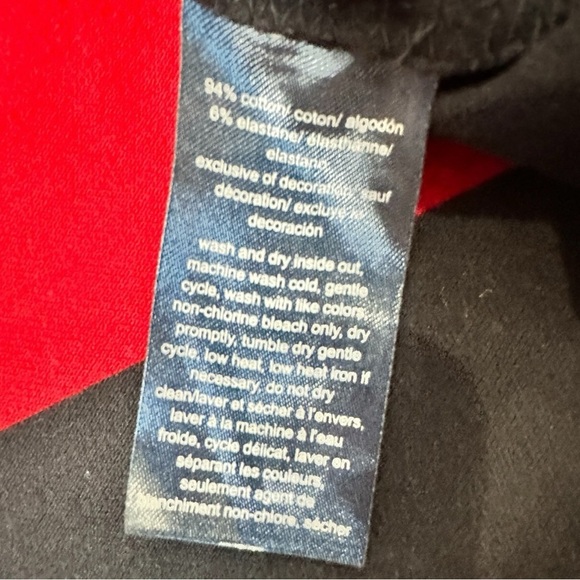 94% cotton/ coton/ algodón
6% elastane/ élasthanne/
elastano
exclusive of decoration, sauf
décoration/ excluye
decoración
wash and dry inside out,
machine wash cold, gentle
cycle, wash with like colors,
non-chlorine bleach only, dry
promptly, tumble dry gentle
cycle, low heat, low heat iron if
necessary, do not dry
clean/laver et sécher à l'envers,
laver à la machine à l'eau
froide, cycle délicat, laver en
séparant les couleurs,
seulement agent de
blanchiment non-chlore, sécher